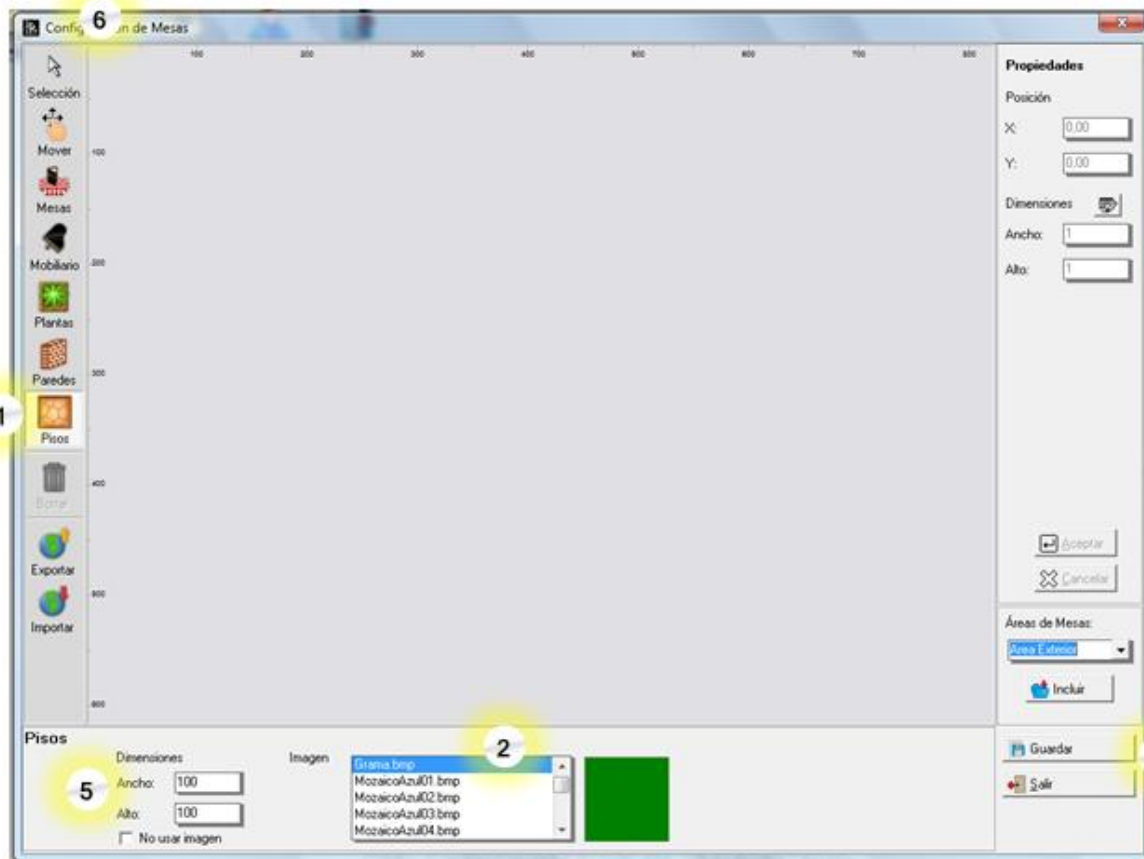 6
Config n de Mesas
100 200 300 400 500 600 700 800
Selección
Mover
100
Mesas
Mobiliario
200
Plantas
Paredes
300
1
Pisos
400
Borrar
Exportar
500
Importar
600
Propiedades
Posición
X: 0,00
Y: 0,00
Dimensiones
Ancho: 1
Alto: 1
Aceptar
Cancelar
Áreas de Mesas:
Area Exterior
Incluir
Guardar
Salir
Pisos
Dimensiones
5
Ancho: 100
Alto: 100
No usar imagen
Imagen
2
Grama.bmp
MozaicoAzul01.bmp
MozaicoAzul02.bmp
MozaicoAzul03.bmp
MozaicoAzul04.bmp